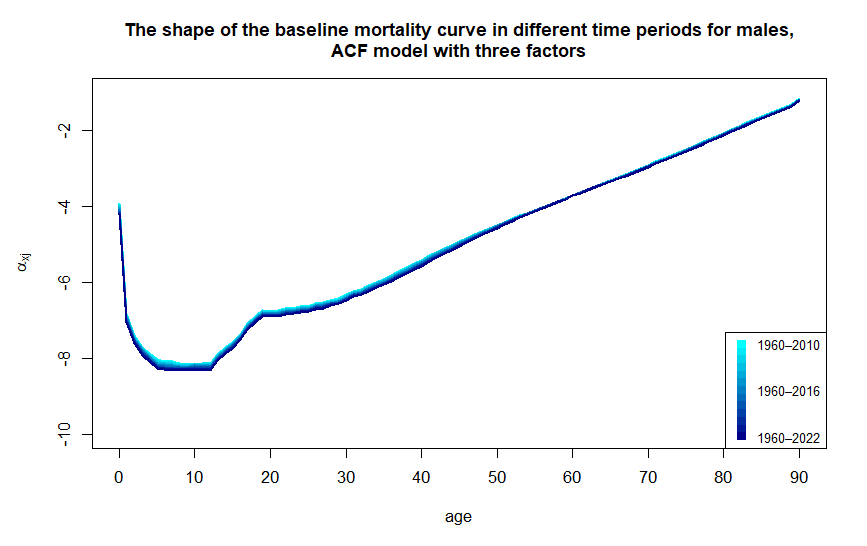 The shape of the baseline mortality curve in different time periods for males,
ACF model with three factors
αxj
-2
-4
-6
-8
-10
1960–2010
1960–2016
1960–2022
0 10 20 30 40 50 60 70 80 90
age